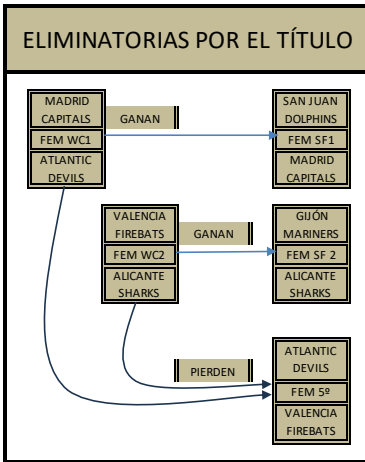 ELIMINATORIAS POR EL TÍTULO
MADRID
CAPITALS
FEM WC1
ATLANTIC
DEVILS
GANAN
SAN JUAN
DOLPHINS
FEM SF1
MADRID
CAPITALS
VALENCIA
FIREBATS
FEM WC2
ALICANTE
SHARKS
GANAN
GIJÓN
MARINERS
FEM SF 2
ALICANTE
SHARKS
PIERDEN
ATLANTIC
DEVILS
FEM 5º
VALENCIA
FIREBATS